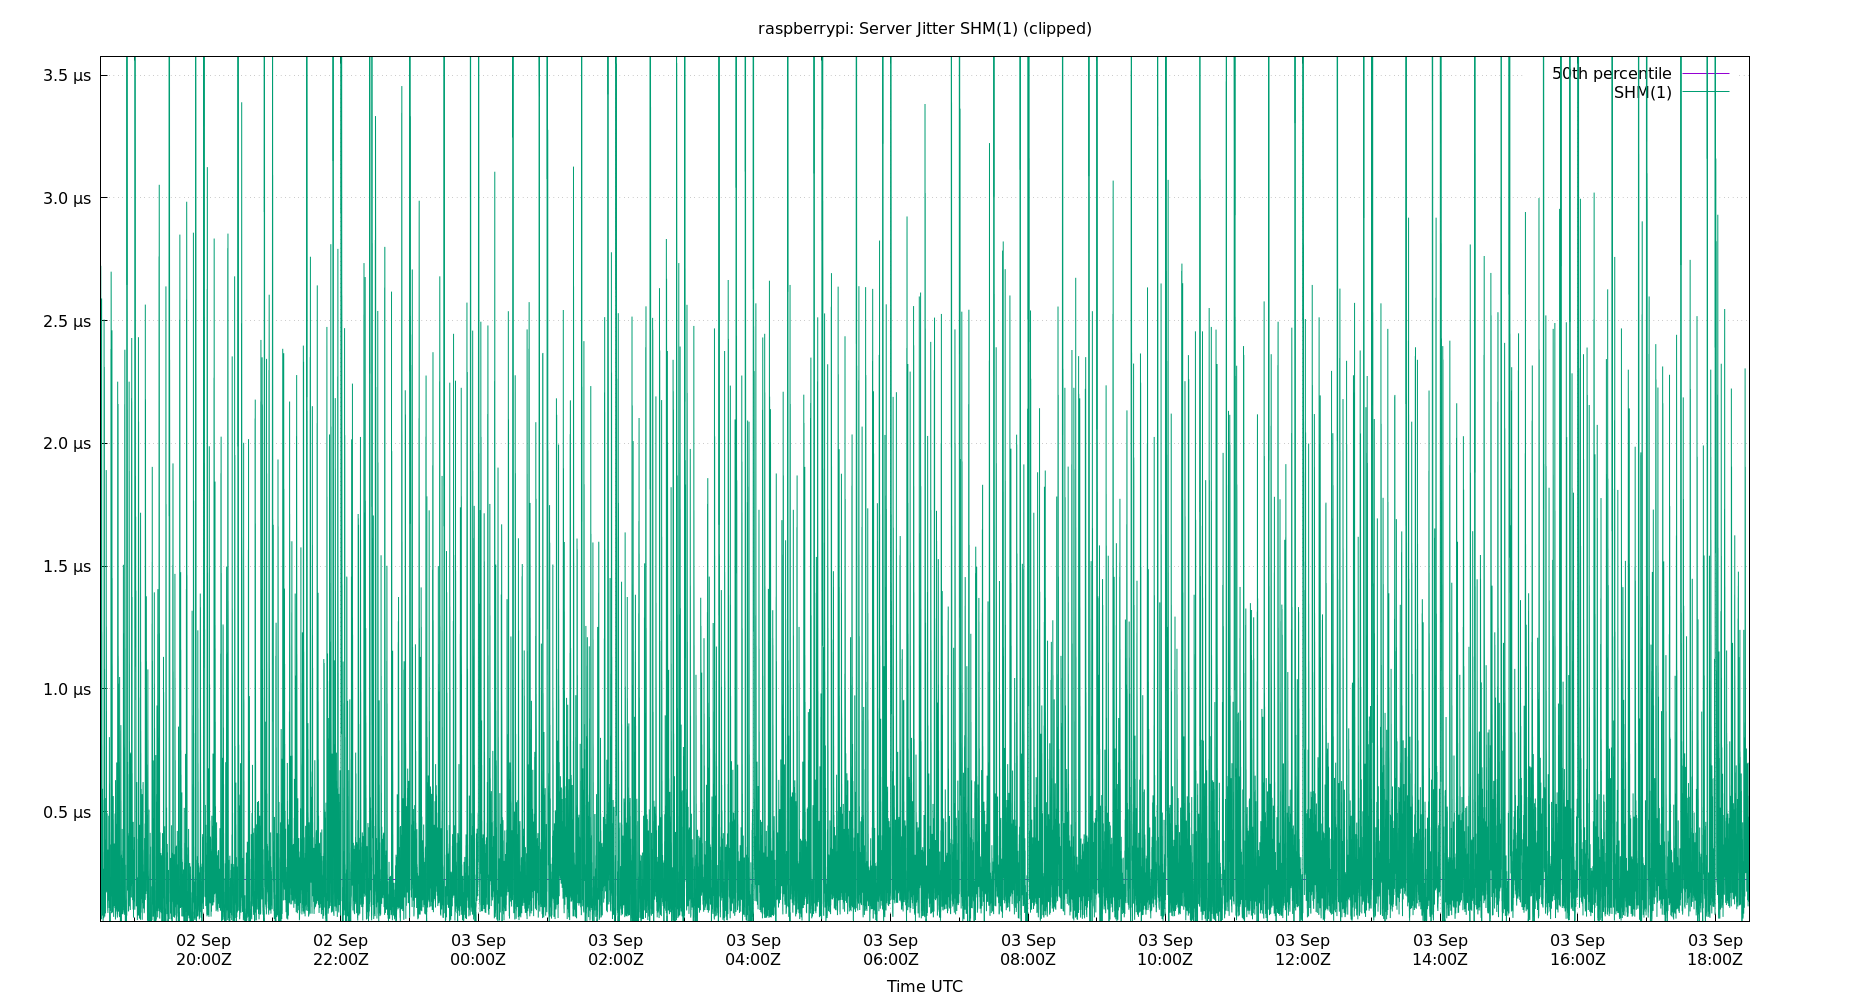 raspberrypi: Server Jitter SHM(1) (clipped)
50th percentile
SHM(1)
3.5 µs
3.0 µs
2.5 µs
2.0 µs
1.5 µs
1.0 µs
0.5 µs
02 Sep 02 Sep 03 Sep 03 Sep 03 Sep 03 Sep 03 Sep 03 Sep 03 Sep 03 Sep 03 Sep 03 Sep
20:00Z 22:00Z 00:00Z 02:00Z 04:00Z 06:00Z 08:00Z 10:00Z 12:00Z 14:00Z 16:00Z 18:00Z
Time UTC